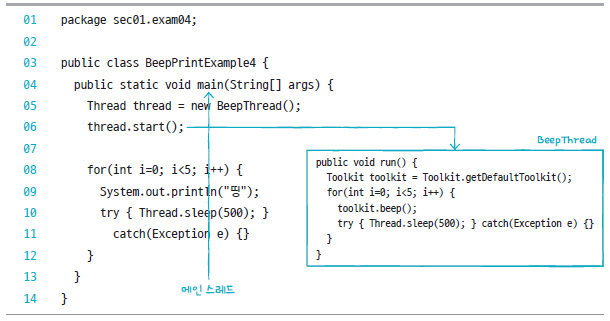 01 package sec01.exam04;
02
03 public class BeepPrintExample4 {
04 public static void main(String[] args) {
05 Thread thread = new BeepThread();
06 thread.start();
07
08 for(int i=0; i<5; i++) {
09 System.out.println("띵");
10 try { Thread.sleep(500); }
11 catch(Exception e) {}
12 }
13 }
14 }
메인 스레드
BeepThread
public void run() {
Toolkit toolkit = Toolkit.getDefaultToolkit();
for(int i=0; i<5; i++) {
toolkit.beep();
try { Thread.sleep(500); } catch(Exception e) {}
}
}